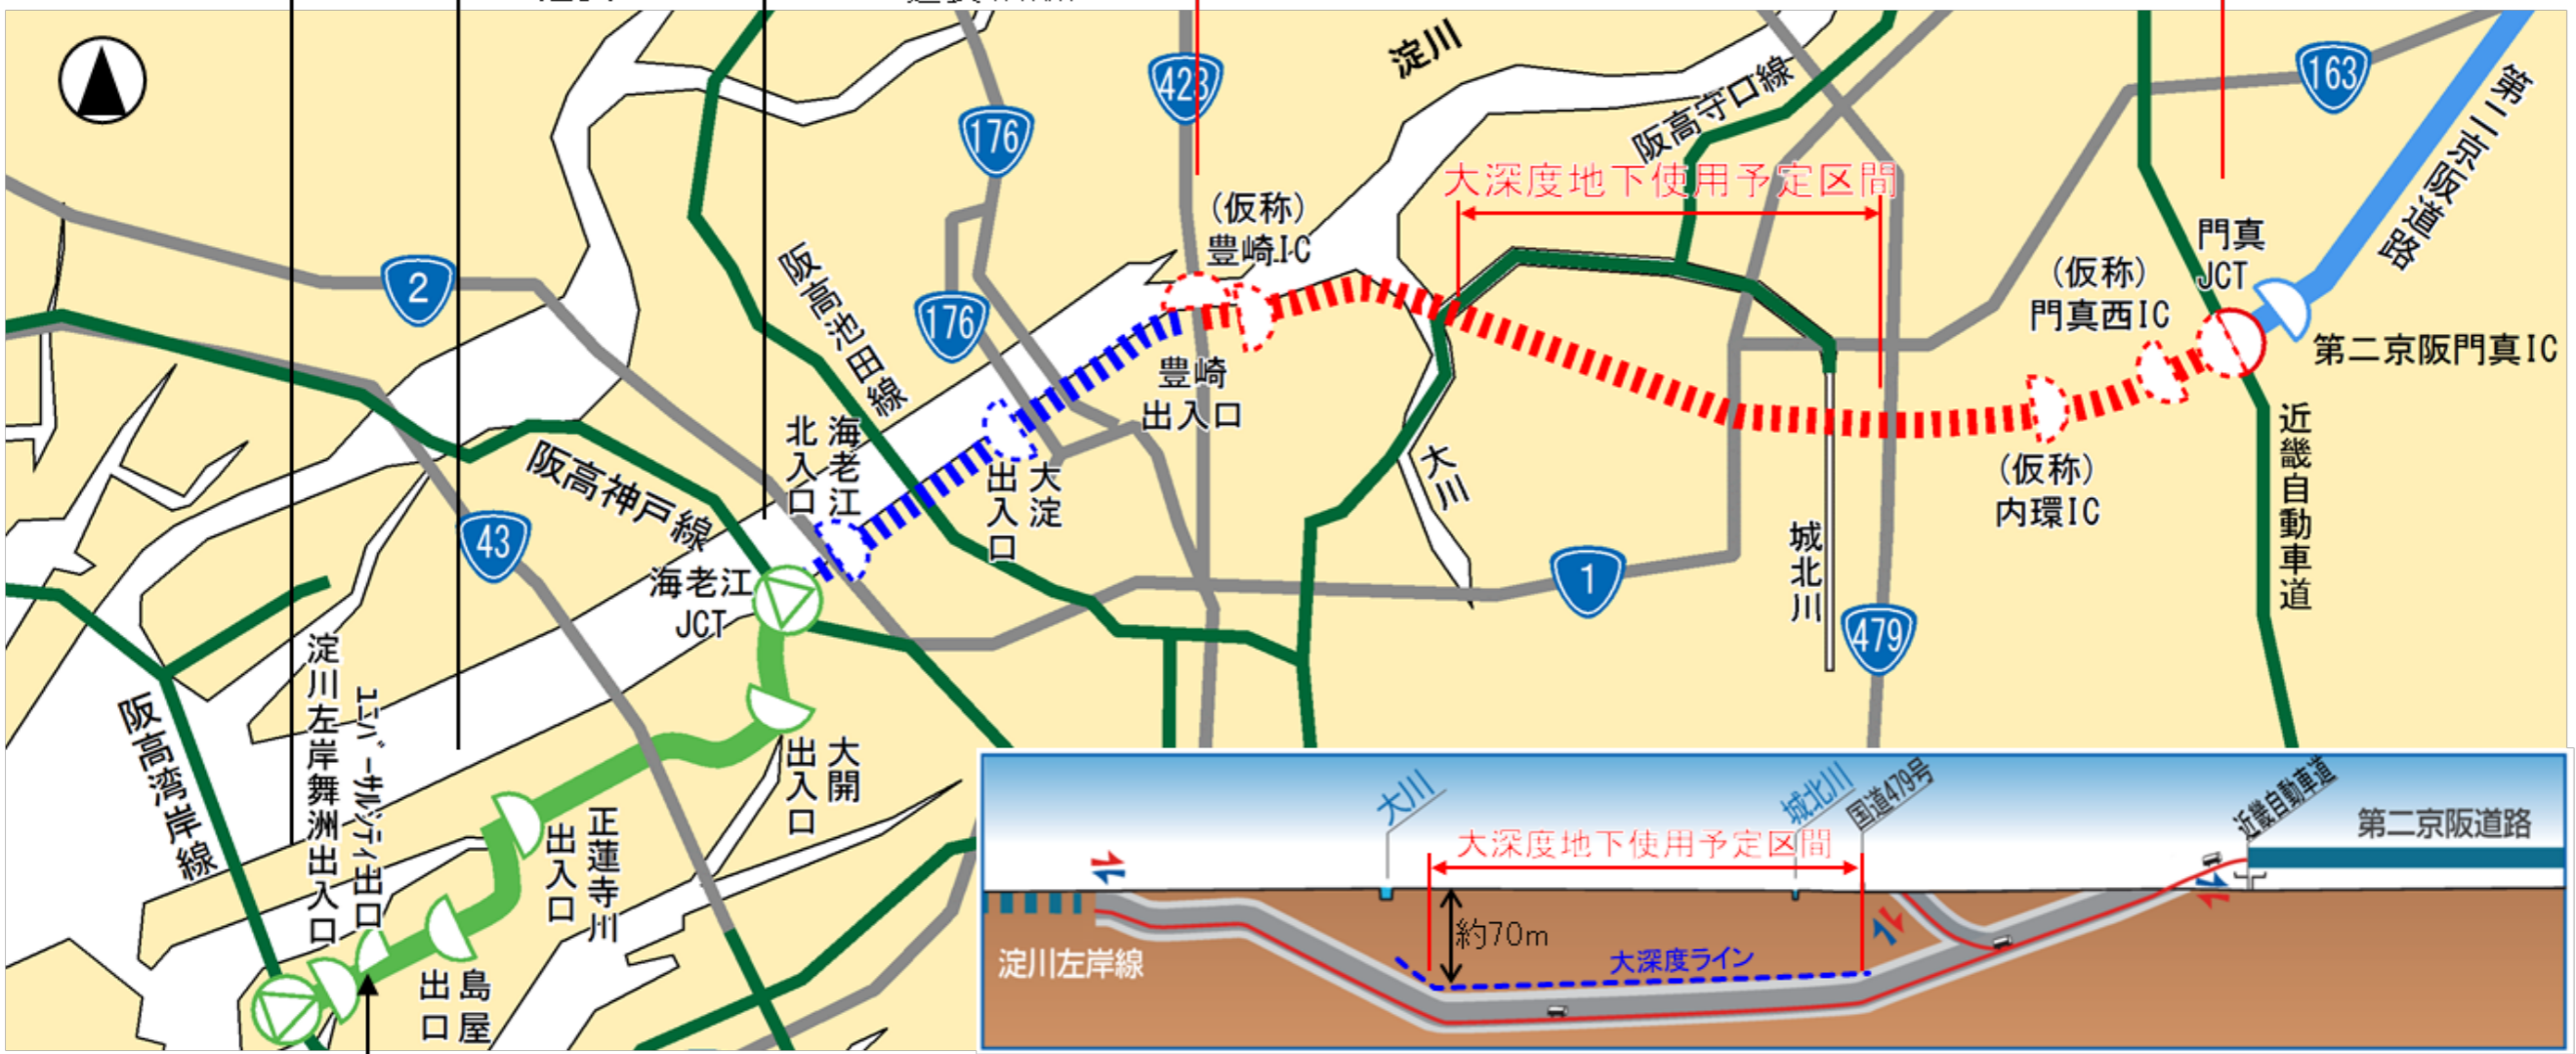 423
淀川
163
176
阪高守口線
第二京阪道路
大深度地下使用予定区間
(仮称)
豊崎IC
門真
JCT
2
阪高池田線
176
(仮称)
門真西IC
第二京阪門真IC
豊崎
出入口
海老江
北入口
近畿自動車道
阪高神戸線
大淀
出入口
大川
(仮称)
内環IC
43
城北川
海老江
JCT
1
479
淀川左岸舞洲出入口
ユニバーサルシティ出口
阪高湾岸線
大開
出入口
正蓮寺川
出入口
島屋
出口
大川
城北川
国道479号
近畿自動車道
第二京阪道路
大深度地下使用予定区間
約70m
大深度ライン
淀川左岸線